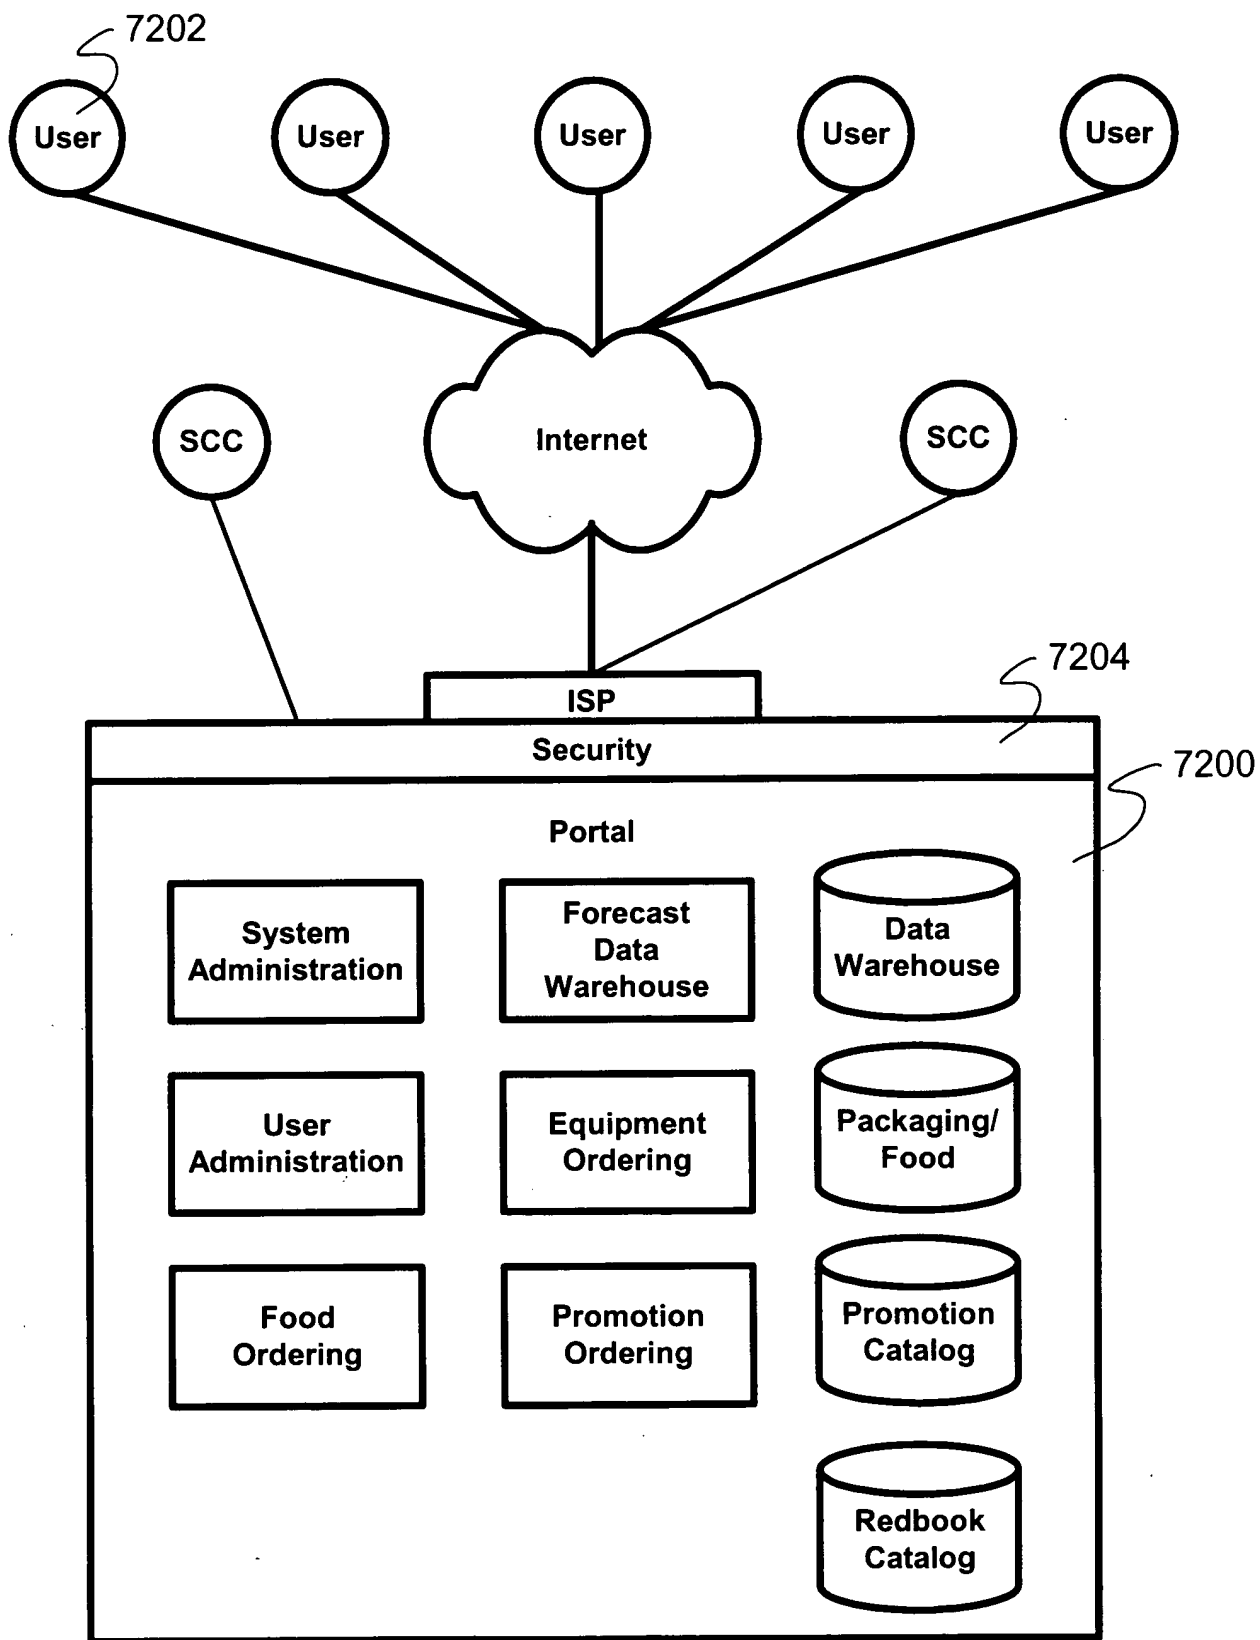 7202
User
User
User
User
User
SCC
Internet
SCC
7204
ISP
Security
7200
Portal
System
Administration
Forecast
Data
Warehouse
Data
Warehouse
User
Administration
Equipment
Ordering
Packaging/
Food
Food
Ordering
Promotion
Ordering
Promotion
Catalog
Redbook
Catalog